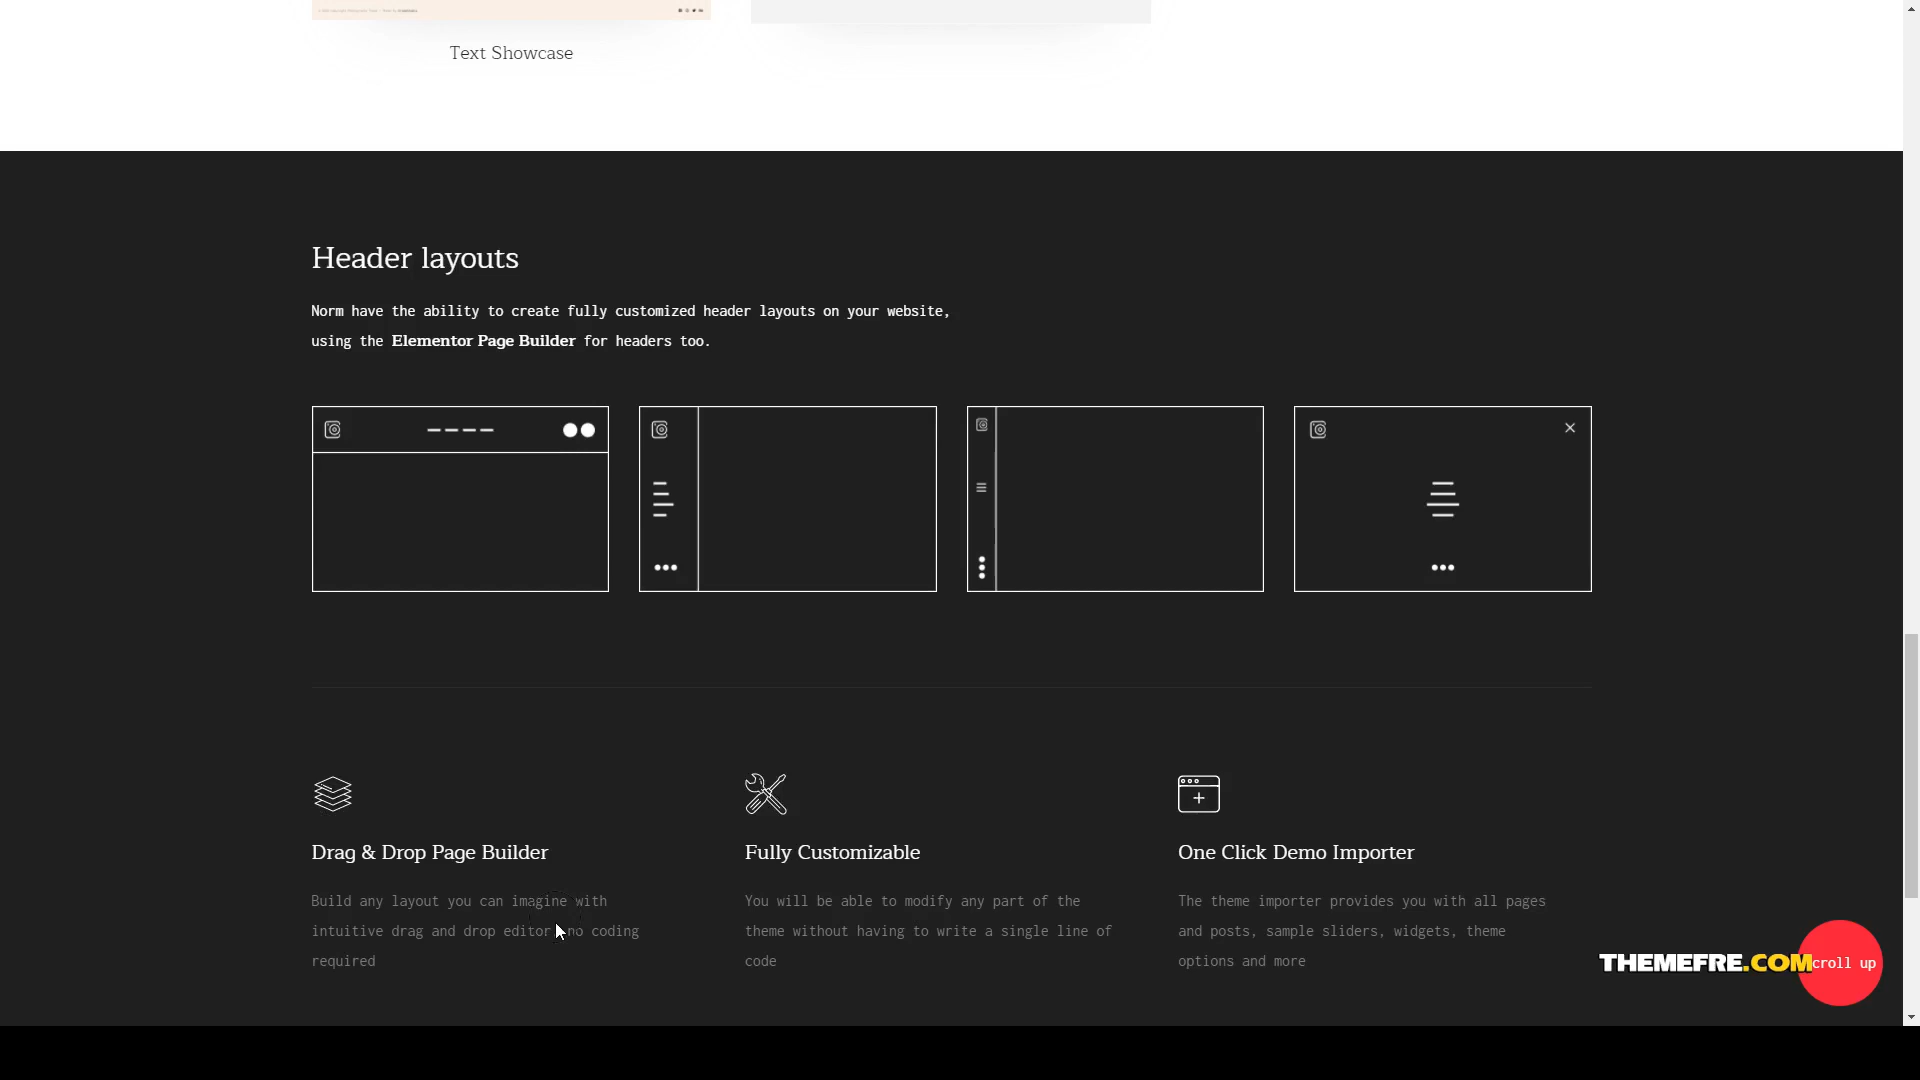 Text Showcase
Header layouts
Norm have the ability to create fully customized header layouts on your website,
using the Elementor Page Builder for headers too.
Drag & Drop Page Builder
Build any layout you can imagine with
intuitive drag and drop editor no coding
required
Fully Customizable
You will be able to modify any part of the
theme without having to write a single line of
code
One Click Demo Importer
The theme importer provides you with all pages
and posts, sample sliders, widgets, theme
options and more
THEMEFRE.COM
croll up